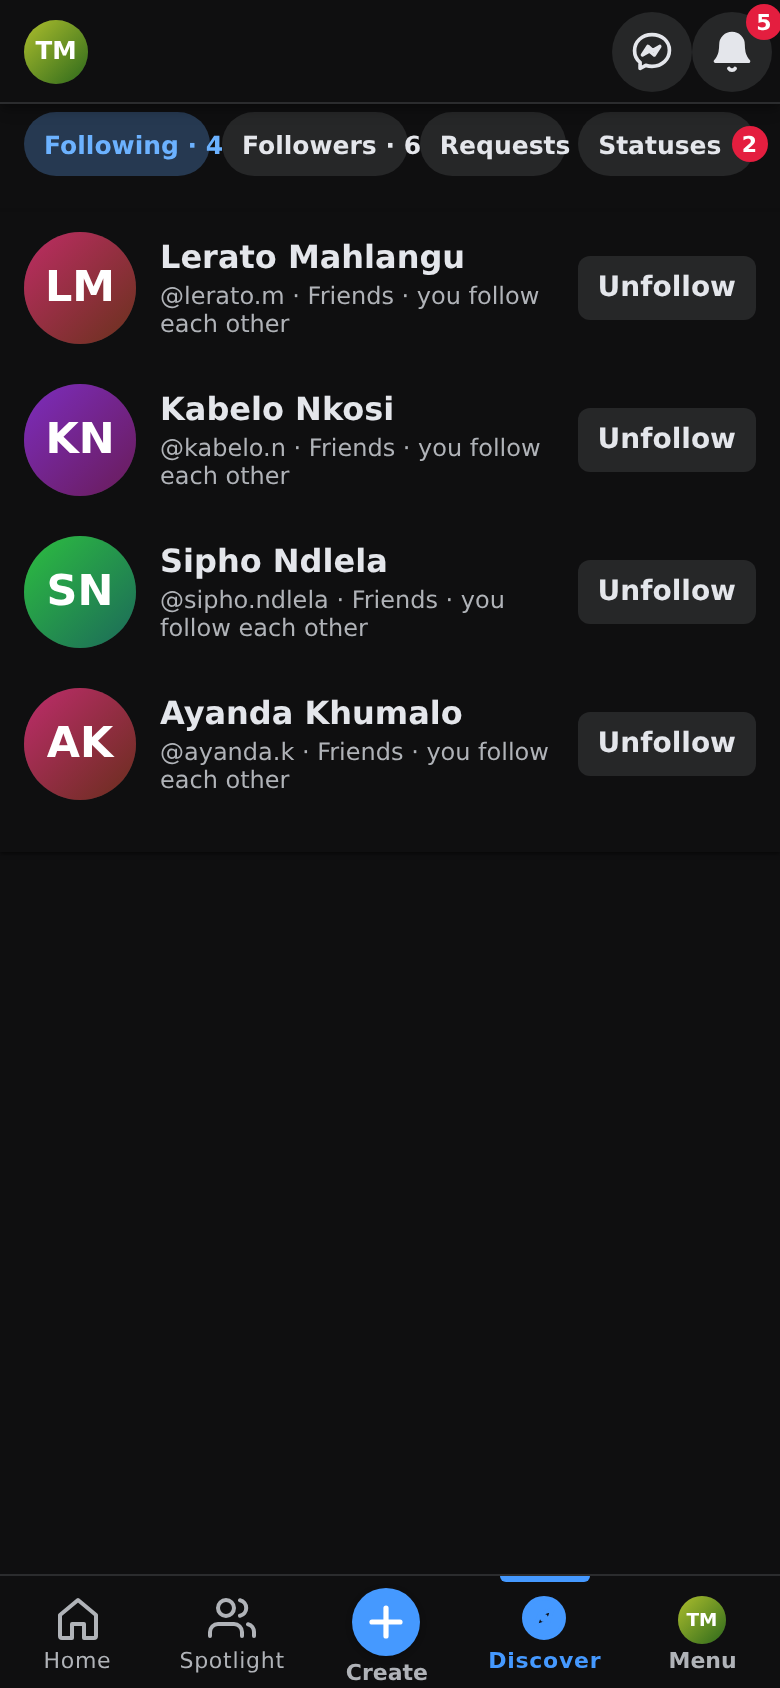 TM
5
Following · 4
Followers · 6
Requests
Statuses
2
LM
Lerato Mahlangu
@lerato.m · Friends · you follow
each other
Unfollow
KN
Kabelo Nkosi
@kabelo.n · Friends · you follow
each other
Unfollow
SN
Sipho Ndlela
@sipho.ndlela · Friends · you
follow each other
Unfollow
AK
Ayanda Khumalo
@ayanda.k · Friends · you follow
each other
Unfollow
Home
Spotlight
Create
Discover
TM
Menu